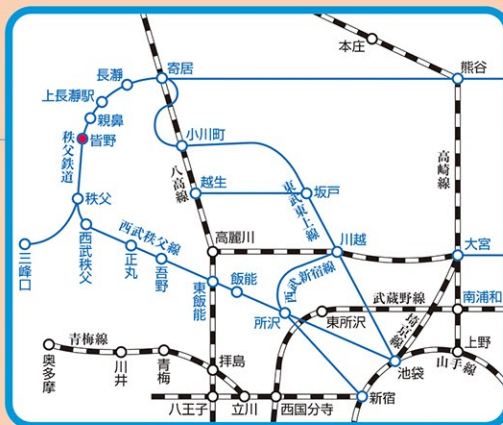 本庄
熊谷
長瀞
寄居
上長瀞駅
親鼻
皆野
秩父鉄道
小川町
八高線
越生
坂戸
東武東上線
高崎線
秩父
西武秩父
西武秩父線
正丸
吾野
三峰口
高麗川
川越
大宮
東飯能
飯能
西武新宿線
所沢
東所沢
武蔵野線
南浦和
埼京線
青梅線
奥多摩
川井
青梅
拝島
池袋
上野
山手線
八王子
立川
西国分寺
新宿